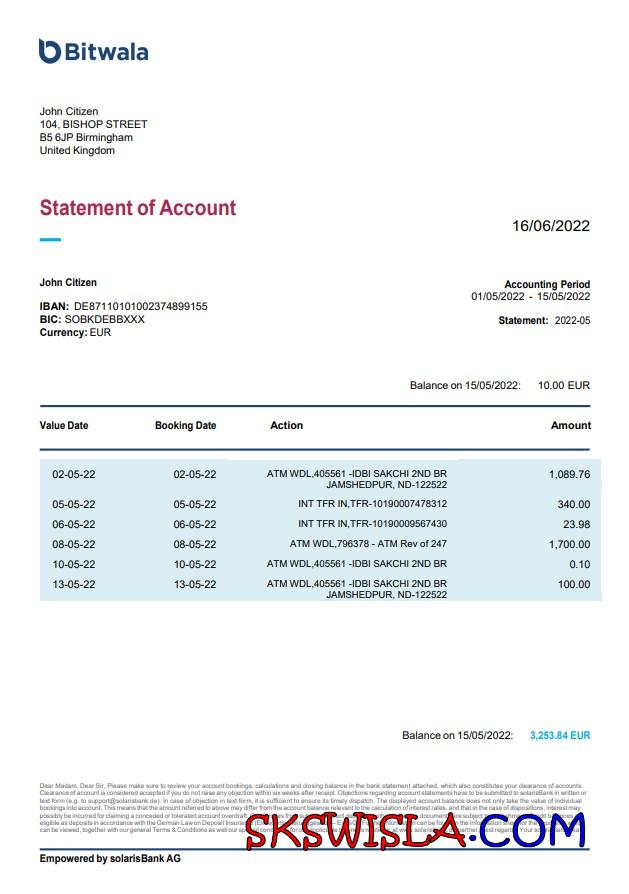 Bitwala
John Citizen
104, BISHOP STREET
B5 6JP Birmingham
United Kingdom
Statement of Account
16/06/2022
John Citizen
IBAN: DE87110101002374899155
BIC: SOBKDEBBXXX
Currency: EUR
Accounting Period
01/05/2022 - 15/05/2022
Statement: 2022-05
Balance on 15/05/2022: 10.00 EUR
Value Date Booking Date Action Amount
02-05-22 02-05-22 ATM WDL,405561 -IDBI SAKCHI 2ND BR 1,089.76
JAMSHEDPUR, ND-122522
05-05-22 05-05-22 INT TFR IN,TFR-10190007478312 340.00
06-05-22 06-05-22 INT TFR IN,TFR-10190009567430 23.98
08-05-22 08-05-22 ATM WDL,796378 - ATM Rev of 247 1,700.00
10-05-22 10-05-22 ATM WDL,405561 -IDBI SAKCHI 2ND BR 0.10
13-05-22 13-05-22 ATM WDL,405561 -IDBI SAKCHI 2ND BR 100.00
JAMSHEDPUR, ND-122522
Balance on 15/05/2022: 3,253.84 EUR
Dear Madam, Dear Sir, Please make sure to review your account bookings, calculations and closing balance in the bank statement attached, which also constitutes your clearance of accounts.
Clearance of account is considered accepted if you do not raise any objection within six weeks after receipt. Objections regarding account statements have to be submitted to solarisBank in written or
text form (e.g. to support@solarisbank.de). In case of objection in text form, it is sufficient to ensure its timely dispatch. The displayed account balance does not only take the value of individual
bookings into account. This means that the amount referred to above may differ from the account balance relevant to the calculation of interest rates, and that in the case of dispositions, interest may
possibly be incurred for claiming a conceded or tolerated account overdraft.
eligible as deposits in accordance with the German Law on Deposit
can be viewed, together with our general Terms & Conditions as well our
SKSWISLA.COM
Empowered by solarisBank AG